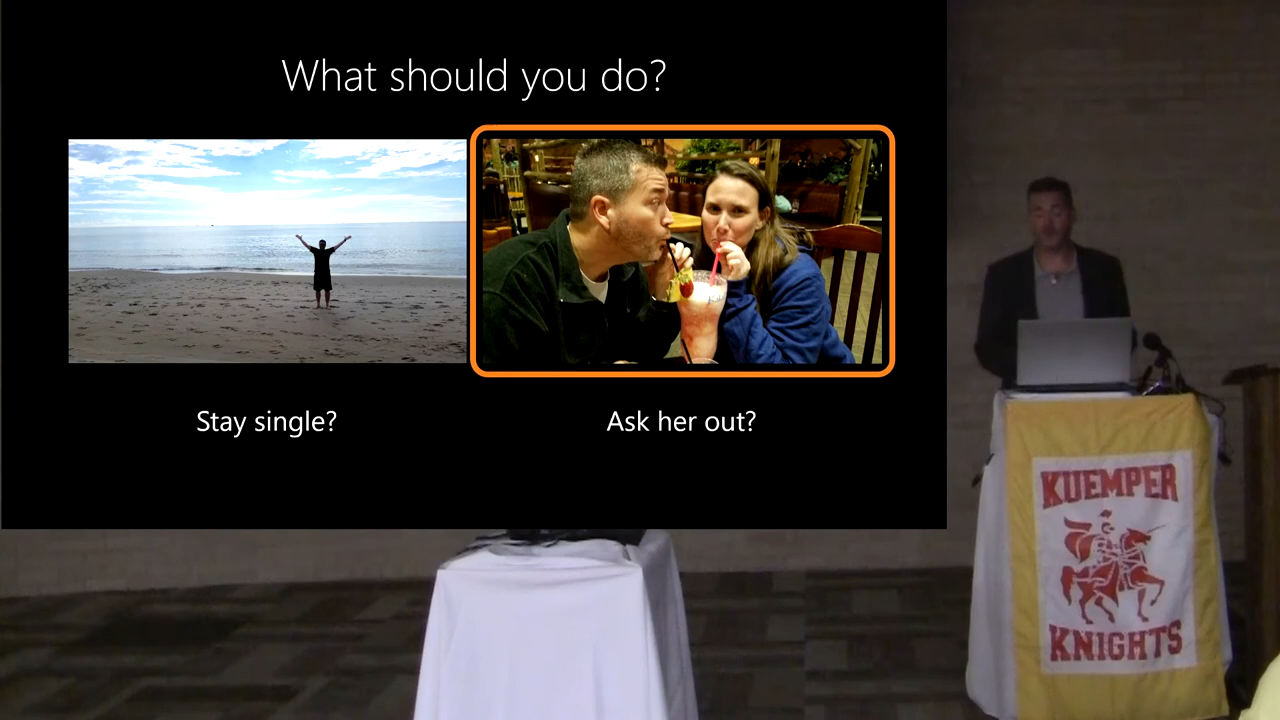 What should you do?
Stay single?
Ask her out?
KUEMPER
KNIGHTS